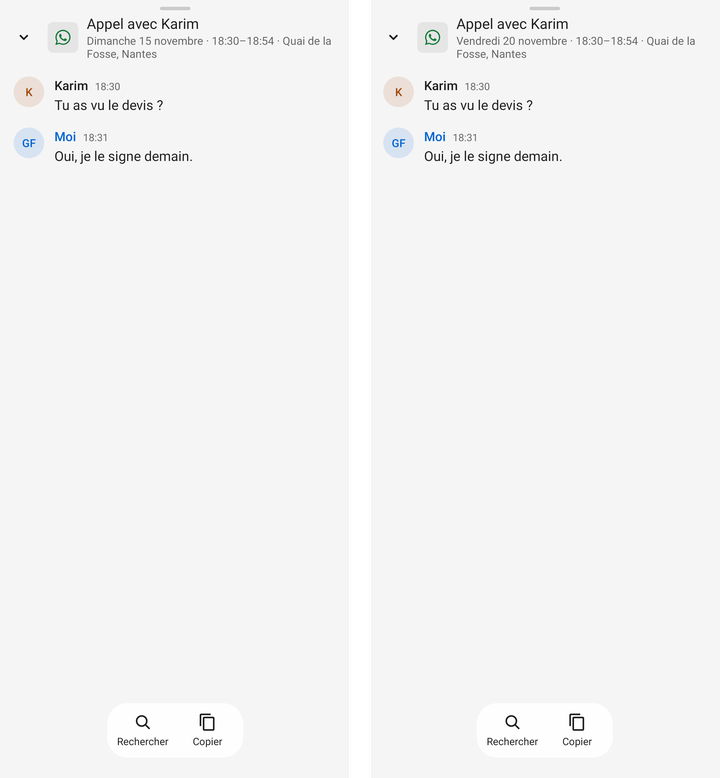 Appel avec Karim
Dimanche 15 novembre · 18:30–18:54 · Quai de la
Fosse, Nantes
Karim 18:30
Tu as vu le devis ?
GF Moi 18:31
Oui, je le signe demain.
K
Rechercher
Copier
Appel avec Karim
Vendredi 20 novembre · 18:30–18:54 · Quai de la
Fosse, Nantes
K Karim 18:30
Tu as vu le devis ?
GF Moi 18:31
Oui, je le signe demain.
Rechercher
Copier